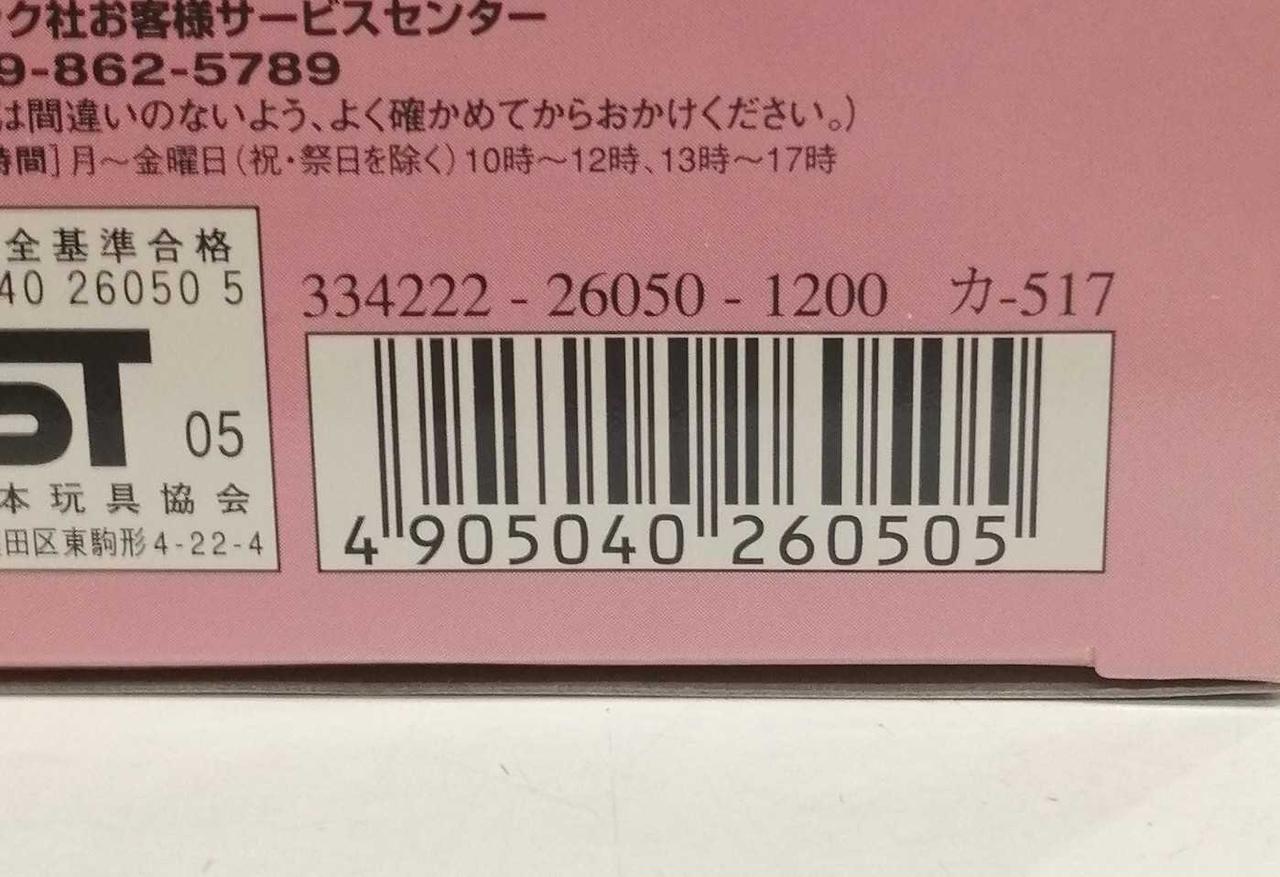 ク社お客様サービスセンター
9-862-5789
は間違いのないよう、よく確かめてからおかけください。)
時間]月～金曜日(祝・祭日を除く)10時～12時、13時～17時
全基準合格
40 26050 5
ST
05
本玩具協会
田区東駒形4-22-4
334222 - 26050 - 1200 カ-517
4 905040 260505